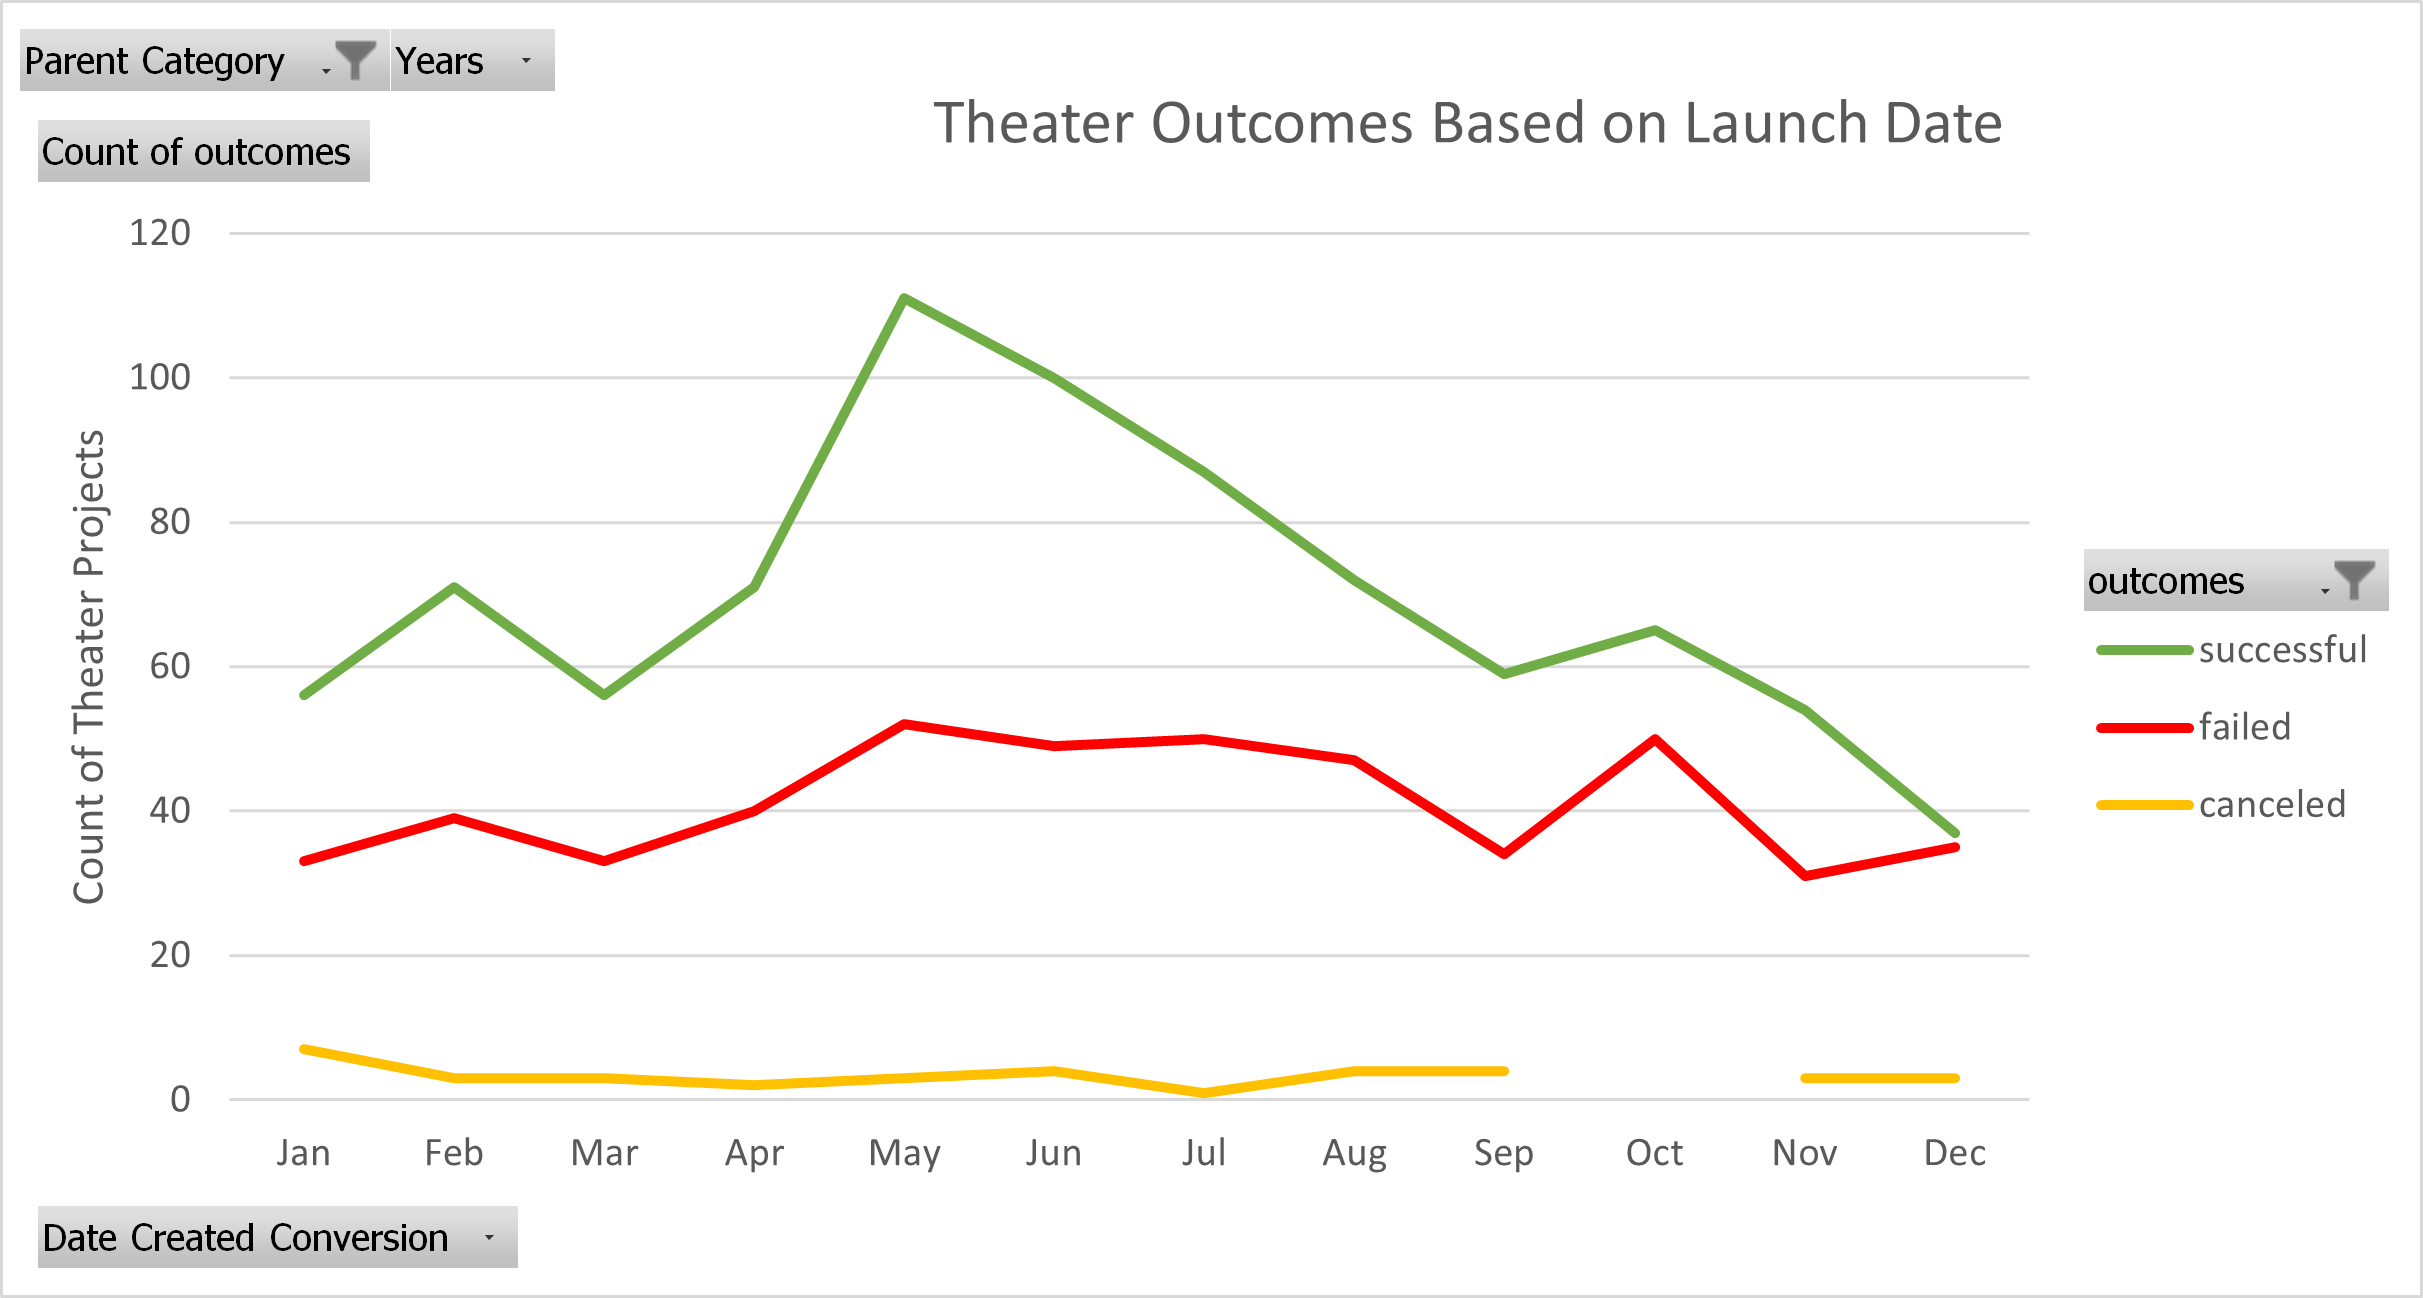 Parent Category Years
Count of outcomes
Theater Outcomes Based on Launch Date
Count of Theater Projects
120
100
80
60
40
20
0
Jan Feb Mar Apr May Jun Jul Aug Sep Oct Nov Dec
outcomes
successful
failed
canceled
Date Created Conversion